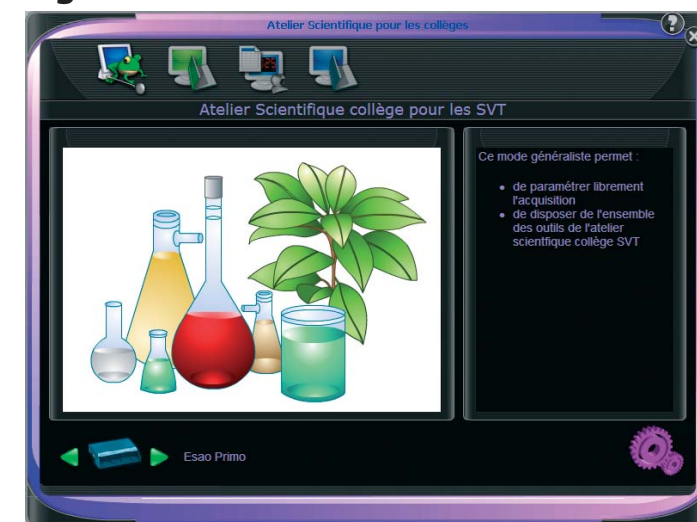 Atelier Scientifique pour les collèges
?
x
Atelier Scientifique collège pour les SVT
Ce mode généraliste permet :
• de paramétrer librement
l'acquisition
• de disposer de l'ensemble
des outils de l'atelier
scientfique collège SVT
Esao Primo